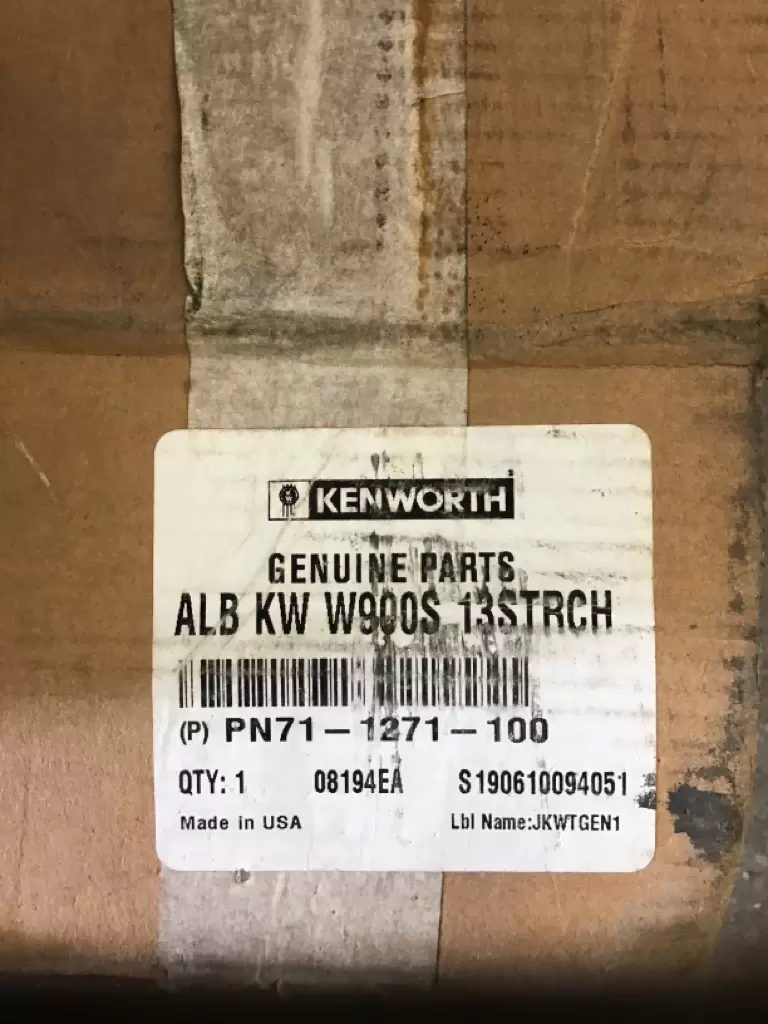 KENWORTH
GENUINE PARTS
ALB KW W900S 13STRCH
(P) PN71-1271-100
QTY: 1 08194EA S190610094051
Made in USA Lbl Name:JKWTGEN1